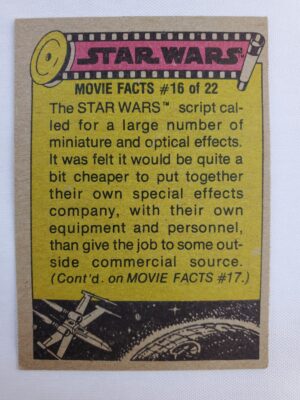 STAR WARS
MOVIE FACTS #16 of 22
The STAR WARS™ script cal-
led for a large number of
miniature and optical effects.
It was felt it would be quite a
bit cheaper to put together
their own special effects
company, with their own
equipment and personnel,
than give the job to some out-
side commercial source.
(Cont'd. on MOVIE FACTS #17.)